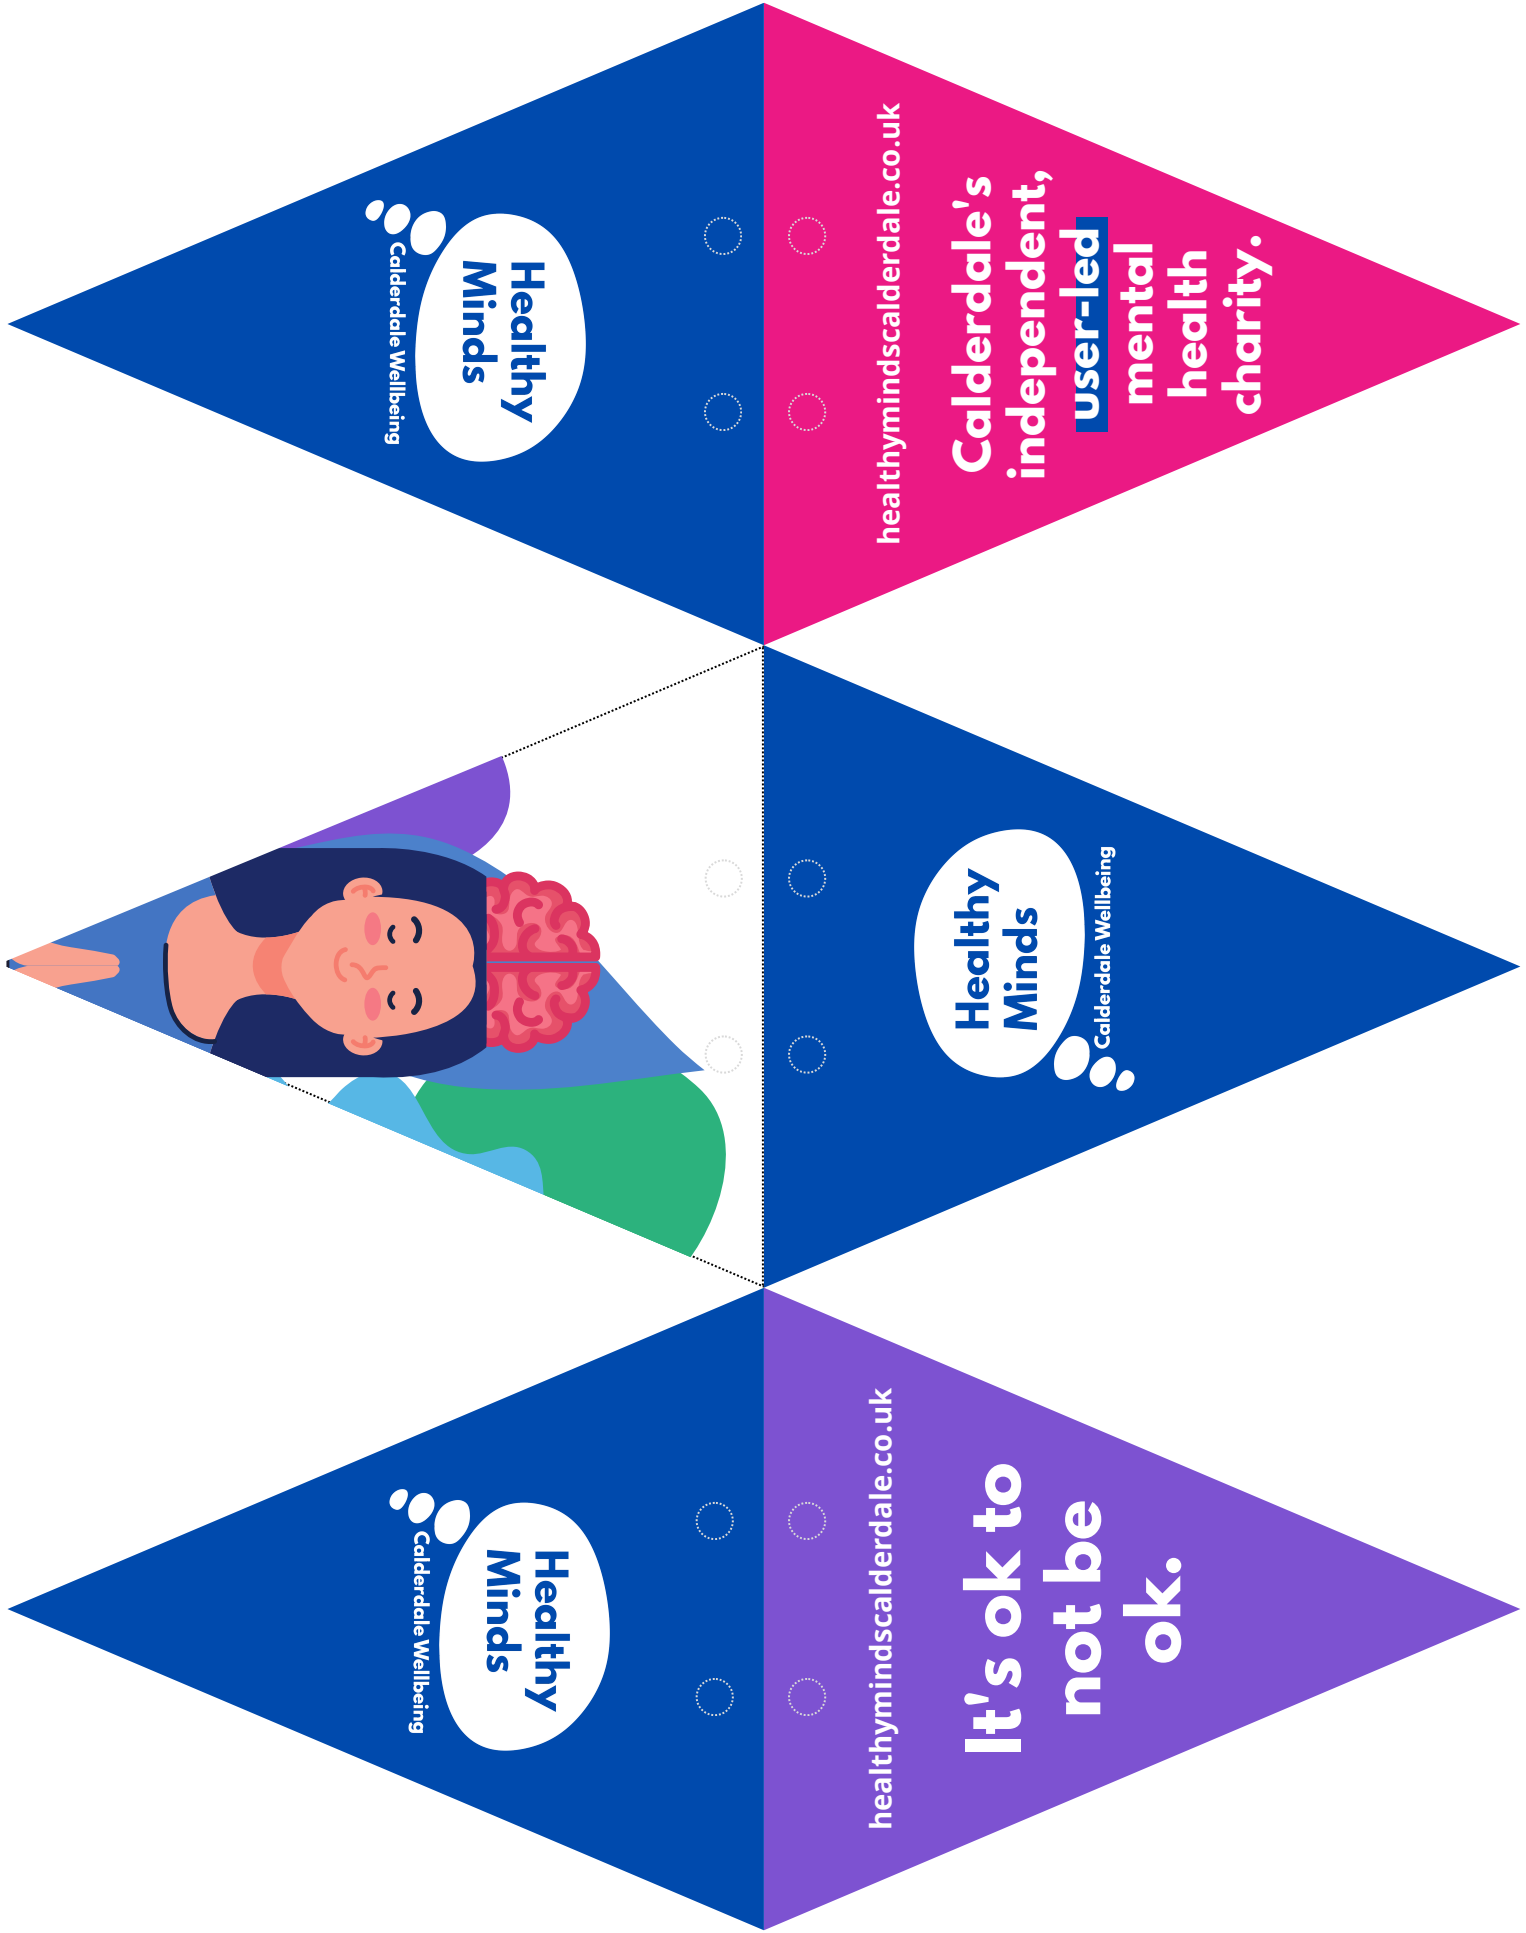 Healthy
Minds
Calderdale Wellbeing
healthymindscalderdale.co.uk
Calderdale's
independent,
user-led
mental
health
charity.
Healthy
Minds
Calderdale Wellbeing
Healthy
Minds
Calderdale Wellbeing
healthymindscalderdale.co.uk
It's ok to
not be
ok.